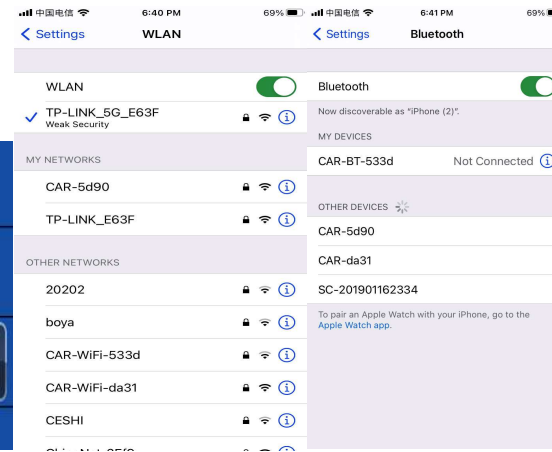 中国电信
6:40 PM
69%
Settings
WLAN
WLAN
TP-LINK_5G_E63F
Weak Security
MY NETWORKS
CAR-5d90
TP-LINK_E63F
OTHER NETWORKS
20202
boya
CAR-WiFi-533d
CAR-WiFi-da31
CESHI
中国电信
6:41 PM
69%
Settings
Bluetooth
Bluetooth
Now discoverable as “iPhone (2)”.
MY DEVICES
CAR-BT-533d
Not Connected
OTHER DEVICES
CAR-5d90
CAR-da31
SC-201901162334
To pair an Apple Watch with your iPhone, go to the
Apple Watch app.